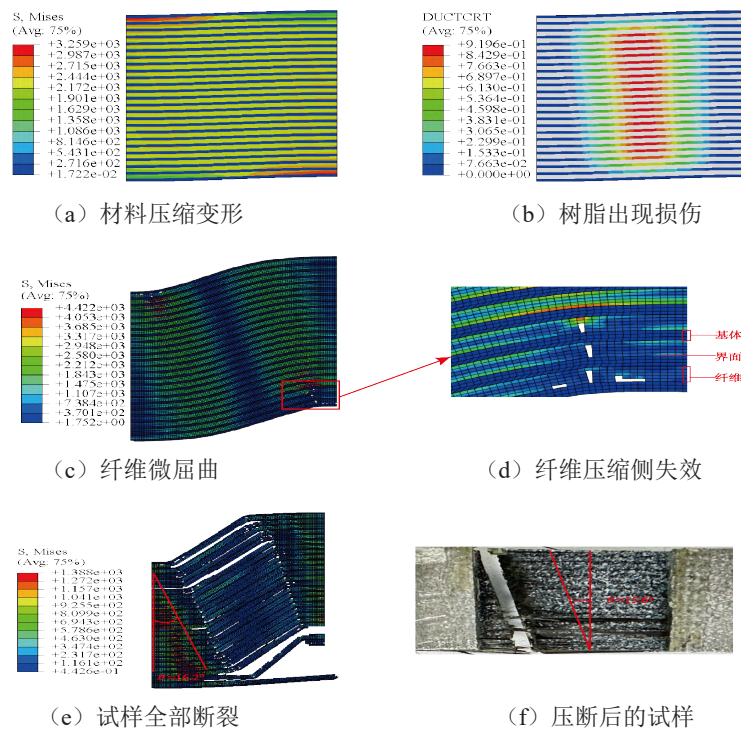 S, Mises
(Avg: 75%)
+3.259e+03
+2.987e+03
+2.715e+03
+2.444e+03
+2.172e+03
+1.901e+03
+1.629e+03
+1.358e+03
+1.086e+03
+8.146e+02
+5.431e+02
+2.716e+02
+1.722e-02
(a)材料压缩变形
DUCTCRT
(Avg: 75%)
+9.196e-01
+8.429e-01
+7.663e-01
+6.897e-01
+6.130e-01
+5.364e-01
+4.598e-01
+3.831e-01
+3.065e-01
+2.299e-01
+1.533e-01
+7.663e-02
+0.000e+00
(b)树脂出现损伤
S, Mises
(Avg: 75%)
+4.422e+03
+4.053e+03
+3.685e+03
+3.317e+03
+2.948e+03
+2.580e+03
+2.212e+03
+1.843e+03
+1.475e+03
+1.107e+03
+7.384e+02
+3.701e+02
+1.752e+00
(c)纤维微屈曲
基体
界面
纤维
(d)纤维压缩侧失效
S, Mises
(Avg: 75%)
+1.388e+03
+1.272e+03
+1.157e+03
+1.041e+03
+9.255e+02
+8.099e+02
+6.943e+02
+5.786e+02
+4.630e+02
+3.474e+02
+2.317e+02
+1.161e+02
+4.426e-01
(e)试样全部断裂
(f)压断后的试样